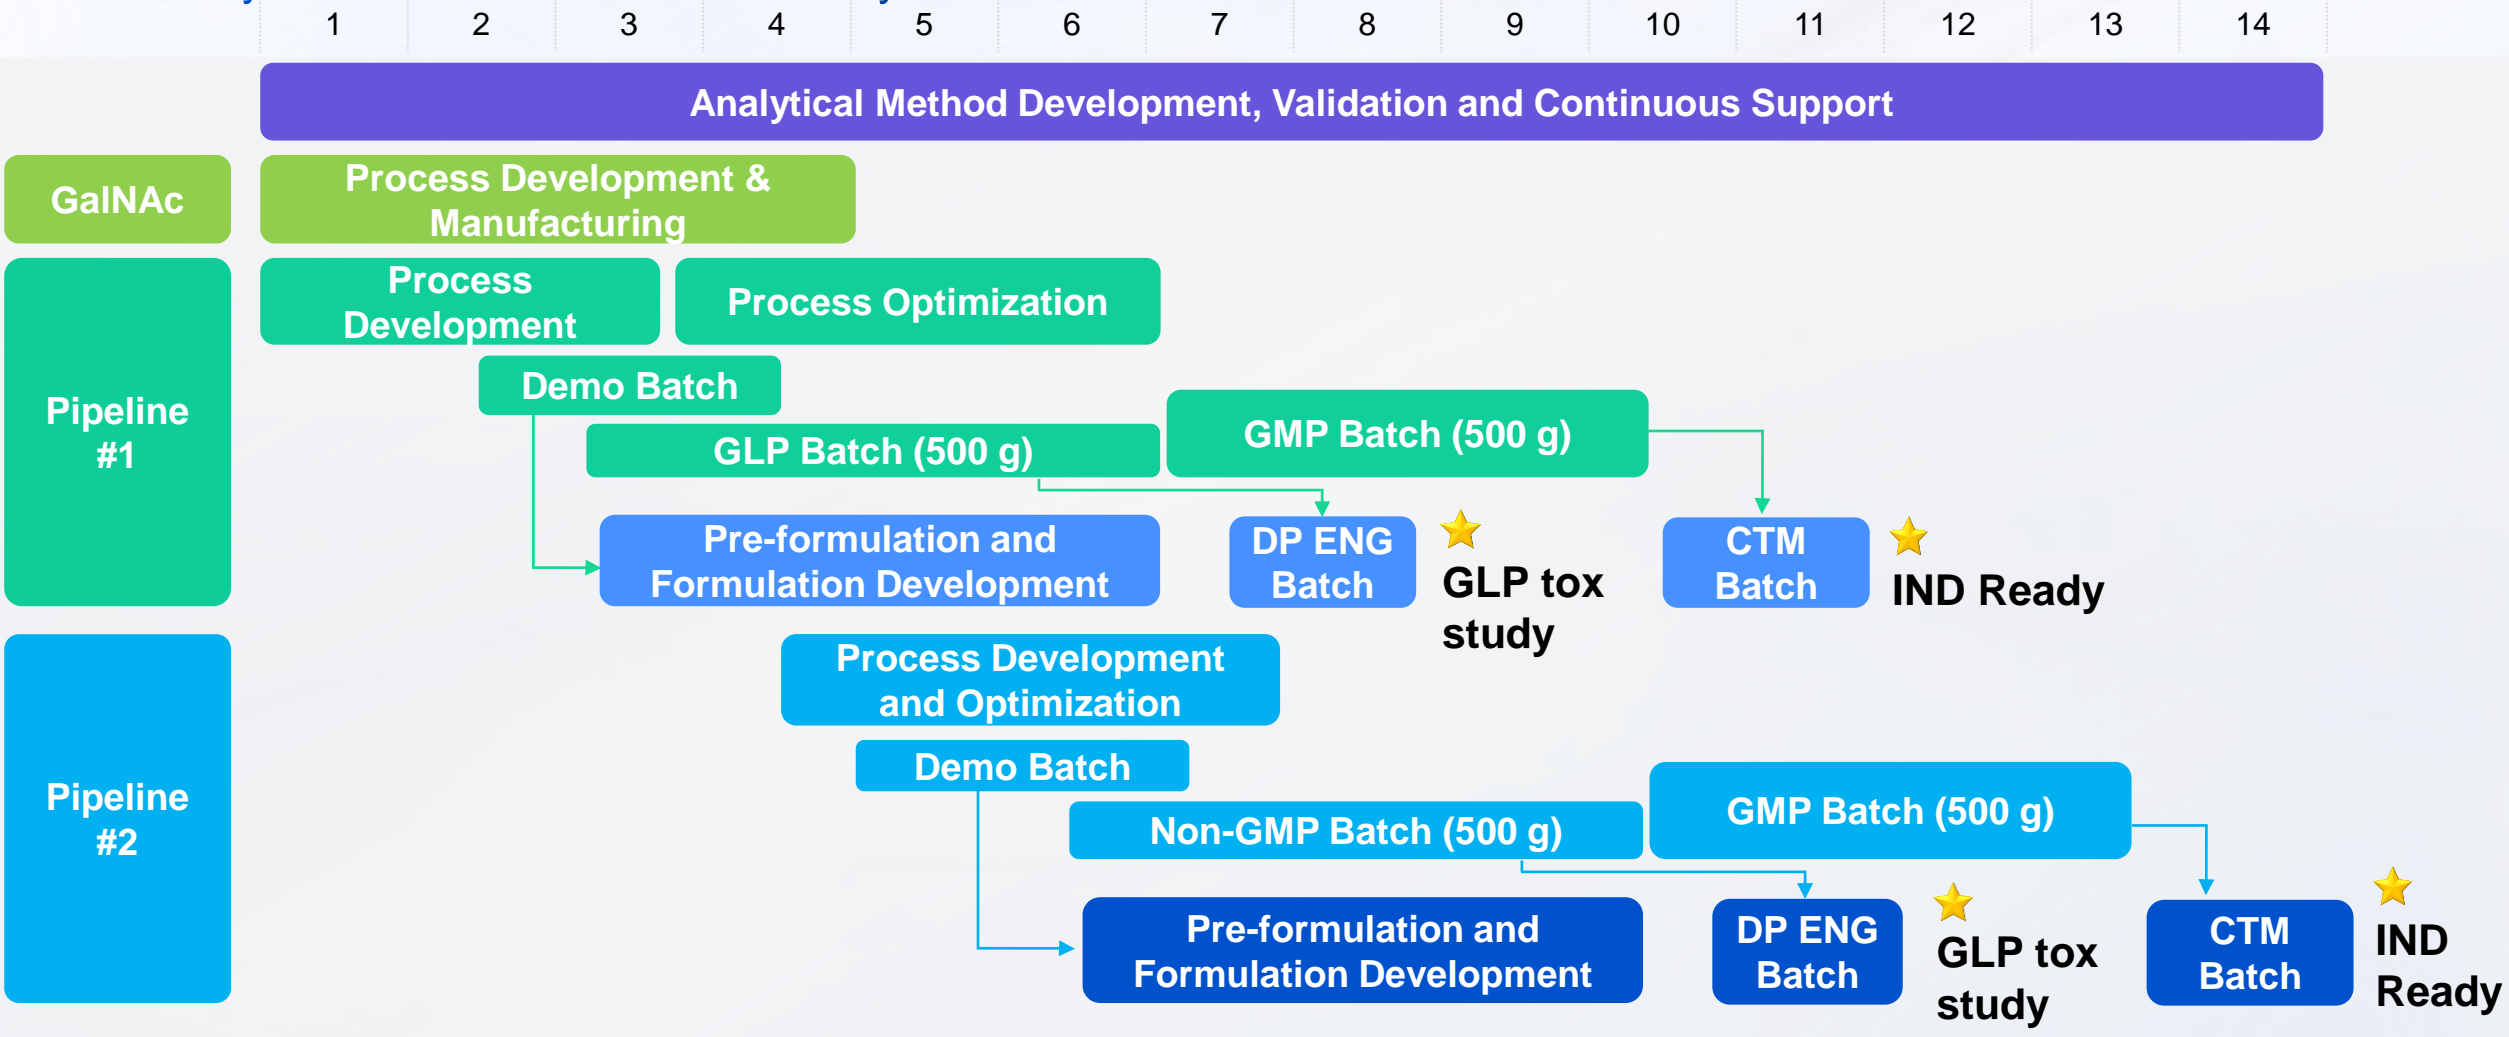 1 2 3 4 5 6 7 8 9 10 11 12 13 14
Analytical Method Development, Validation and Continuous Support
GalNAc
Process Development &
Manufacturing
Pipeline
#1
Process
Development
Process Optimization
Demo Batch
GLP Batch (500 g)
GMP Batch (500 g)
Pre-formulation and
Formulation Development
DP ENG
Batch
GLP tox
study
CTM
Batch
IND Ready
Pipeline
#2
Process Development
and Optimization
Demo Batch
Non-GMP Batch (500 g)
GMP Batch (500 g)
Pre-formulation and
Formulation Development
DP ENG
Batch
GLP tox
study
CTM
Batch
IND
Ready